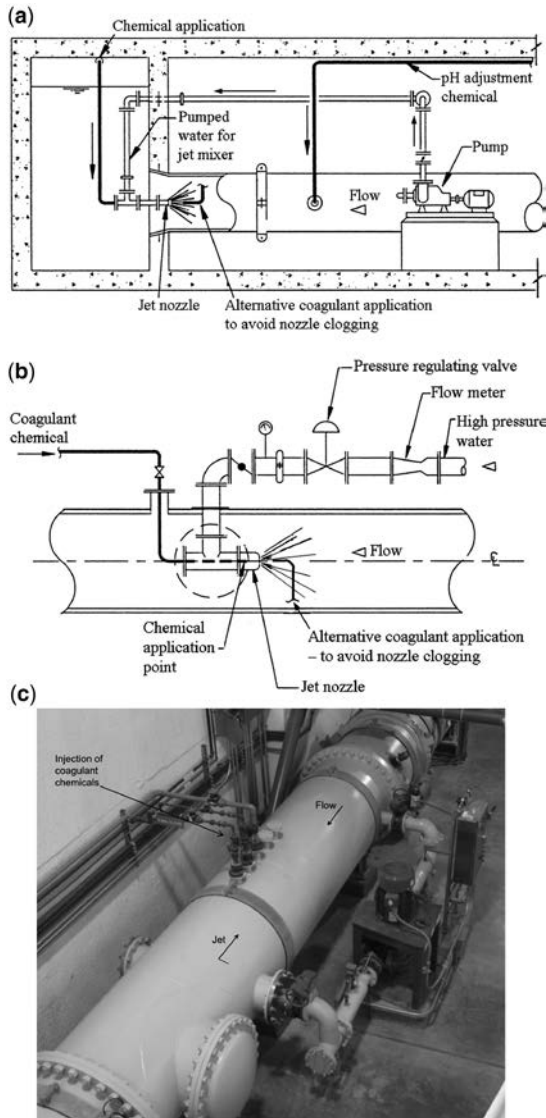 (a)
Chemical application
pH adjustment
chemical
Pumped
water for
jet mixer
Pump
Flow
Jet nozzle
Alternative coagulant application
to avoid nozzle clogging
(b)
Pressure regulating valve
Flow meter
High pressure
water
Coagulant
chemical
Flow
℄
Chemical
application
point
Alternative coagulant application
– to avoid nozzle clogging
Jet nozzle
(c)
Injection of
coagulant
chemicals
Flow
Jet